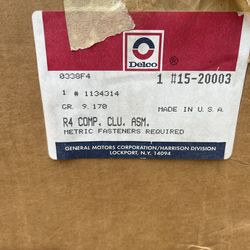 Delco ®
0338F4 1 #15-20003
1 # 1134314
GR. 9.170 MADE IN U.S.A.
R4 COMP. CLU. ASM.
METRIC FASTENERS REQUIRED
GENERAL MOTORS CORPORATION/HARRISON DIVISION
LOCKPORT, N.Y. 14094